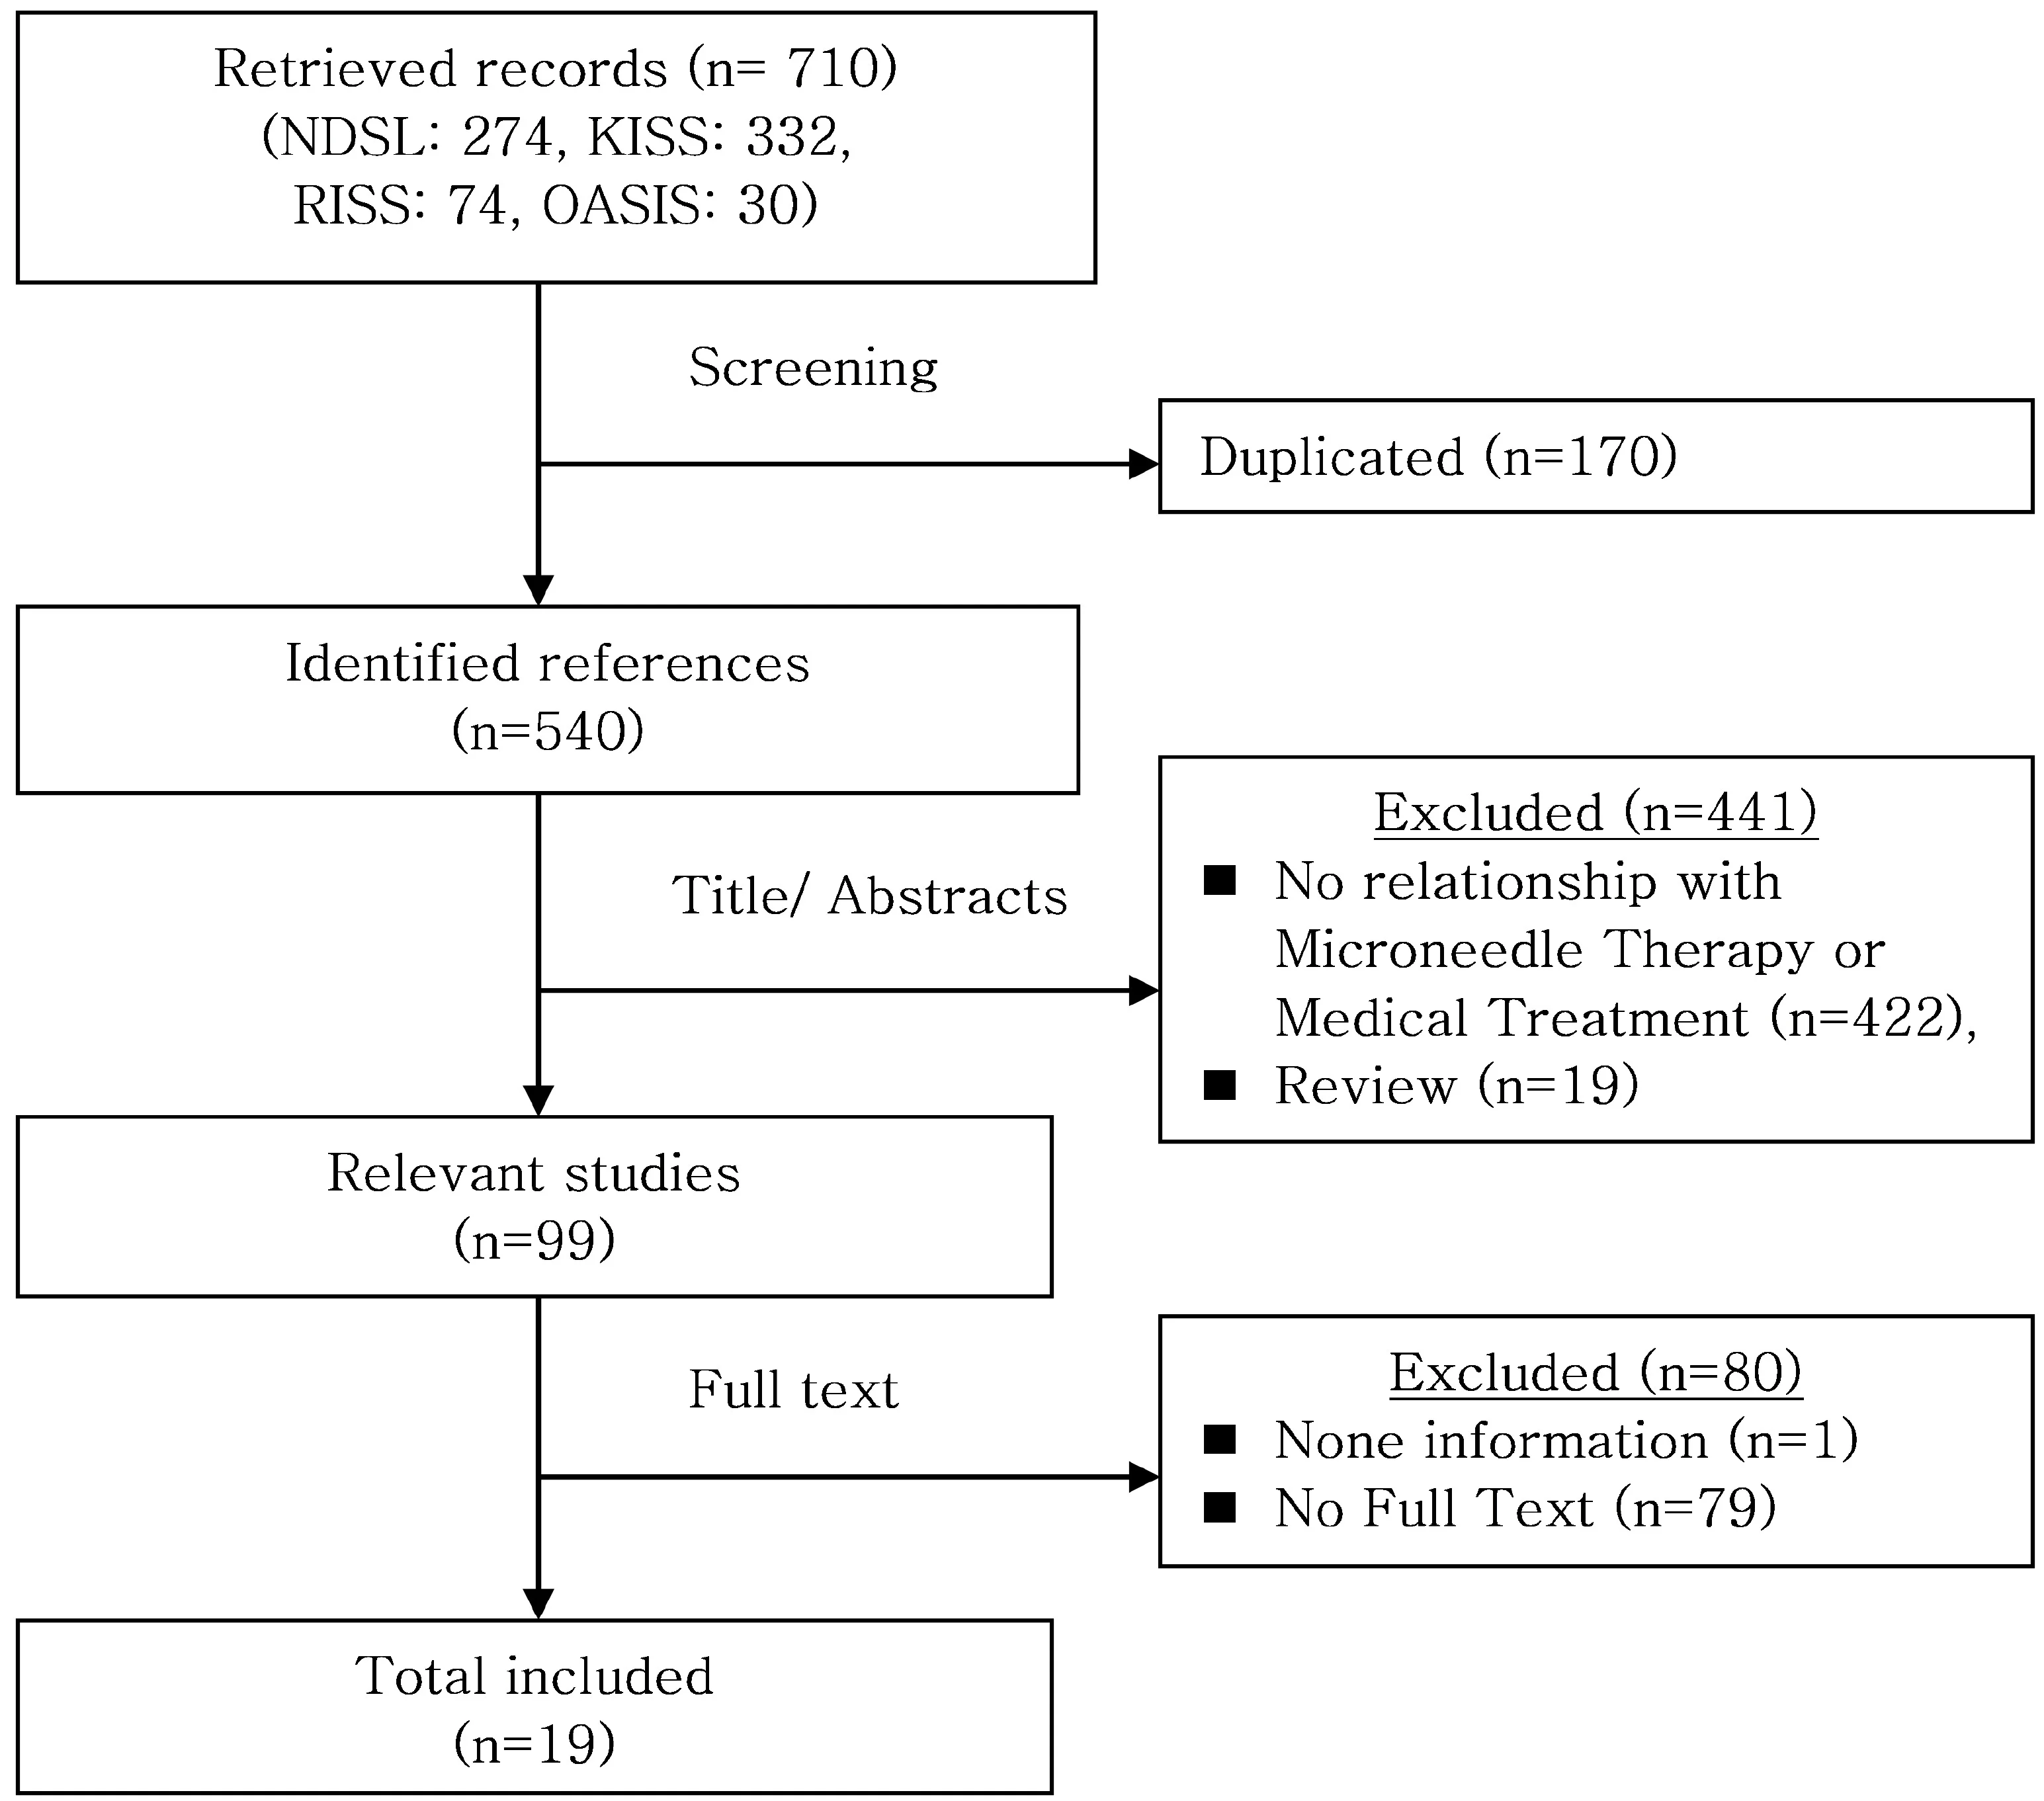 Retrieved records (n= 710)
(NDSL: 274, KISS: 332,
RISS: 74, OASIS: 30)
Screening
Duplicated (n=170)
Identified references
(n=540)
Title/ Abstracts
Excluded (n=441)
■ No relationship with
Microneedle Therapy or
Medical Treatment (n=422),
■ Review (n=19)
Relevant studies
(n=99)
Full text
Excluded (n=80)
■ None information (n=1)
■ No Full Text (n=79)
Total included
(n=19)